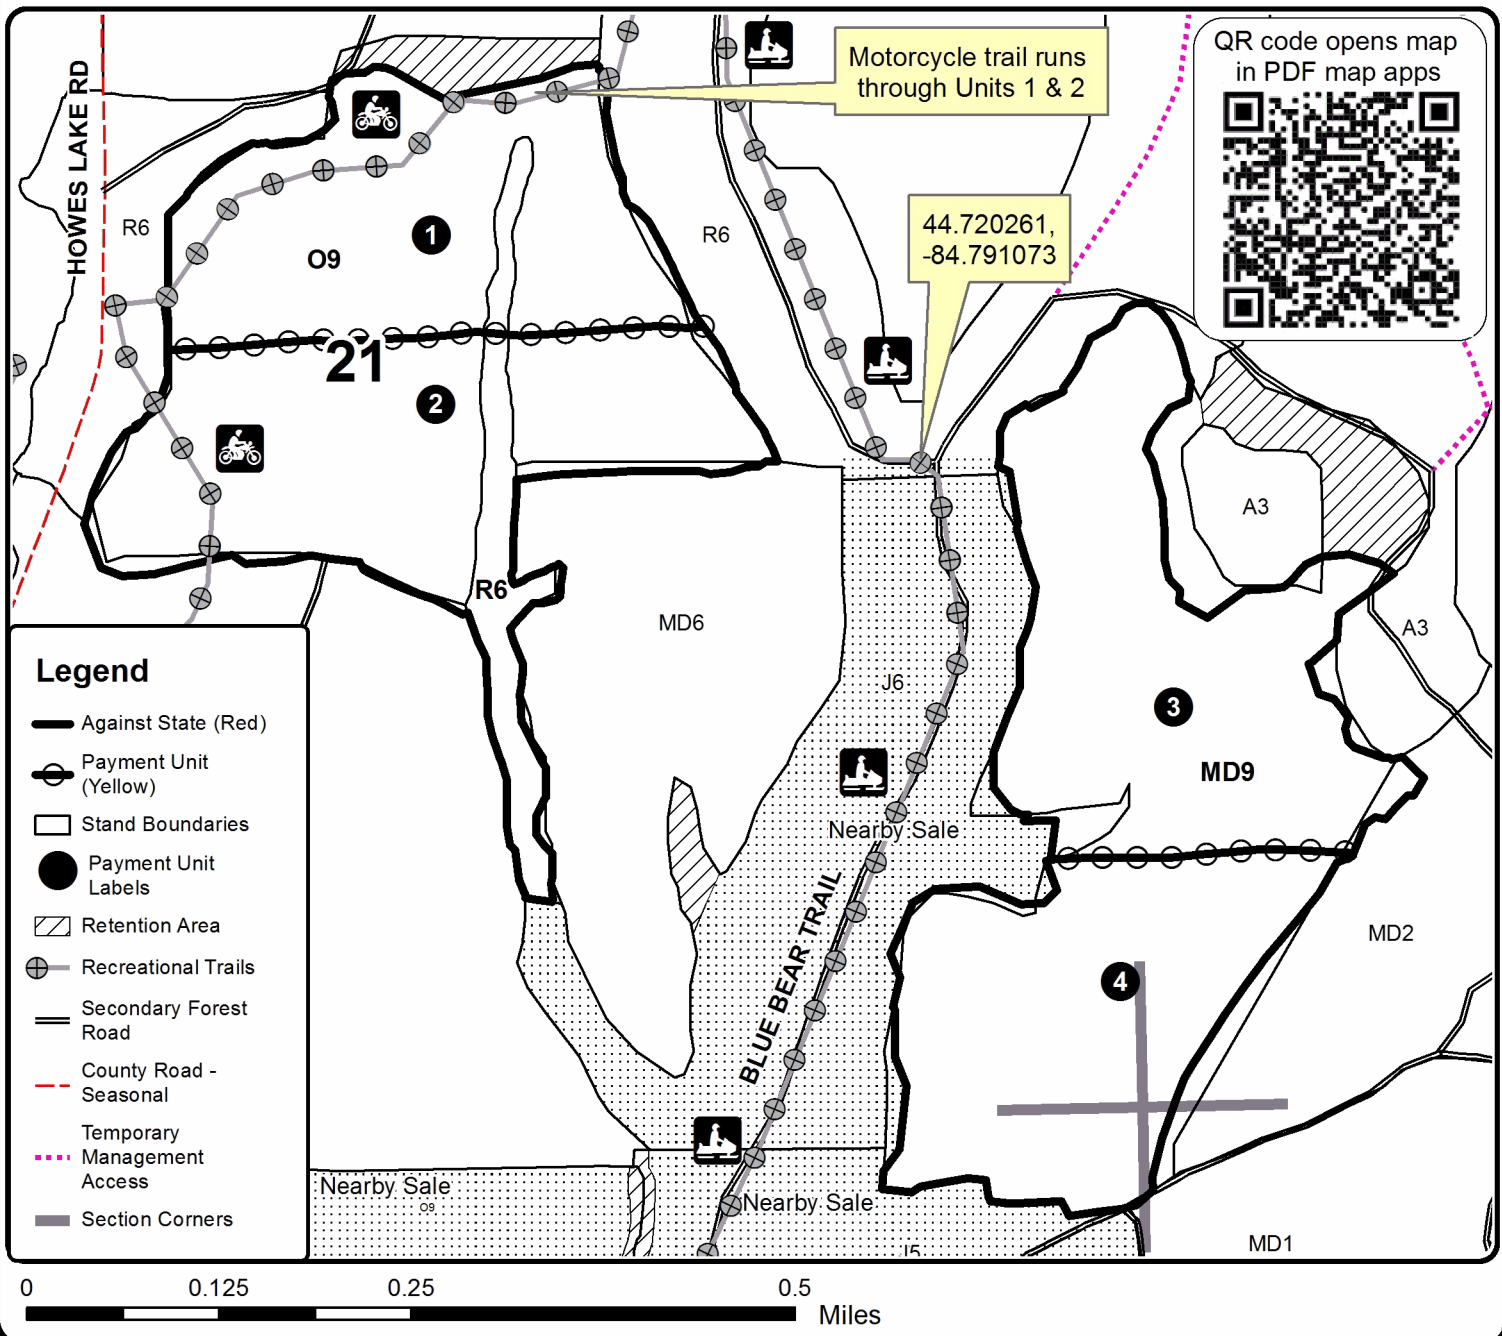 QR code opens map
in PDF map apps
Motorcycle trail runs
through Units 1 & 2
HOWES LAKE RD
44.720261,
-84.791073
R6
R6
1
O9
21
2
A3
R6
MD6
A3
J6
3
MD9
Nearby Sale
BLUE BEAR TRAIL
MD2
4
Nearby Sale
O9
Nearby Sale
J5
MD1
Legend
Against State (Red)
Payment Unit
(Yellow)
Stand Boundaries
Payment Unit
Labels
Retention Area
Recreational Trails
Secondary Forest
Road
County Road -
Seasonal
Temporary
Management
Access
Section Corners
0 0.125 0.25 0.5
Miles